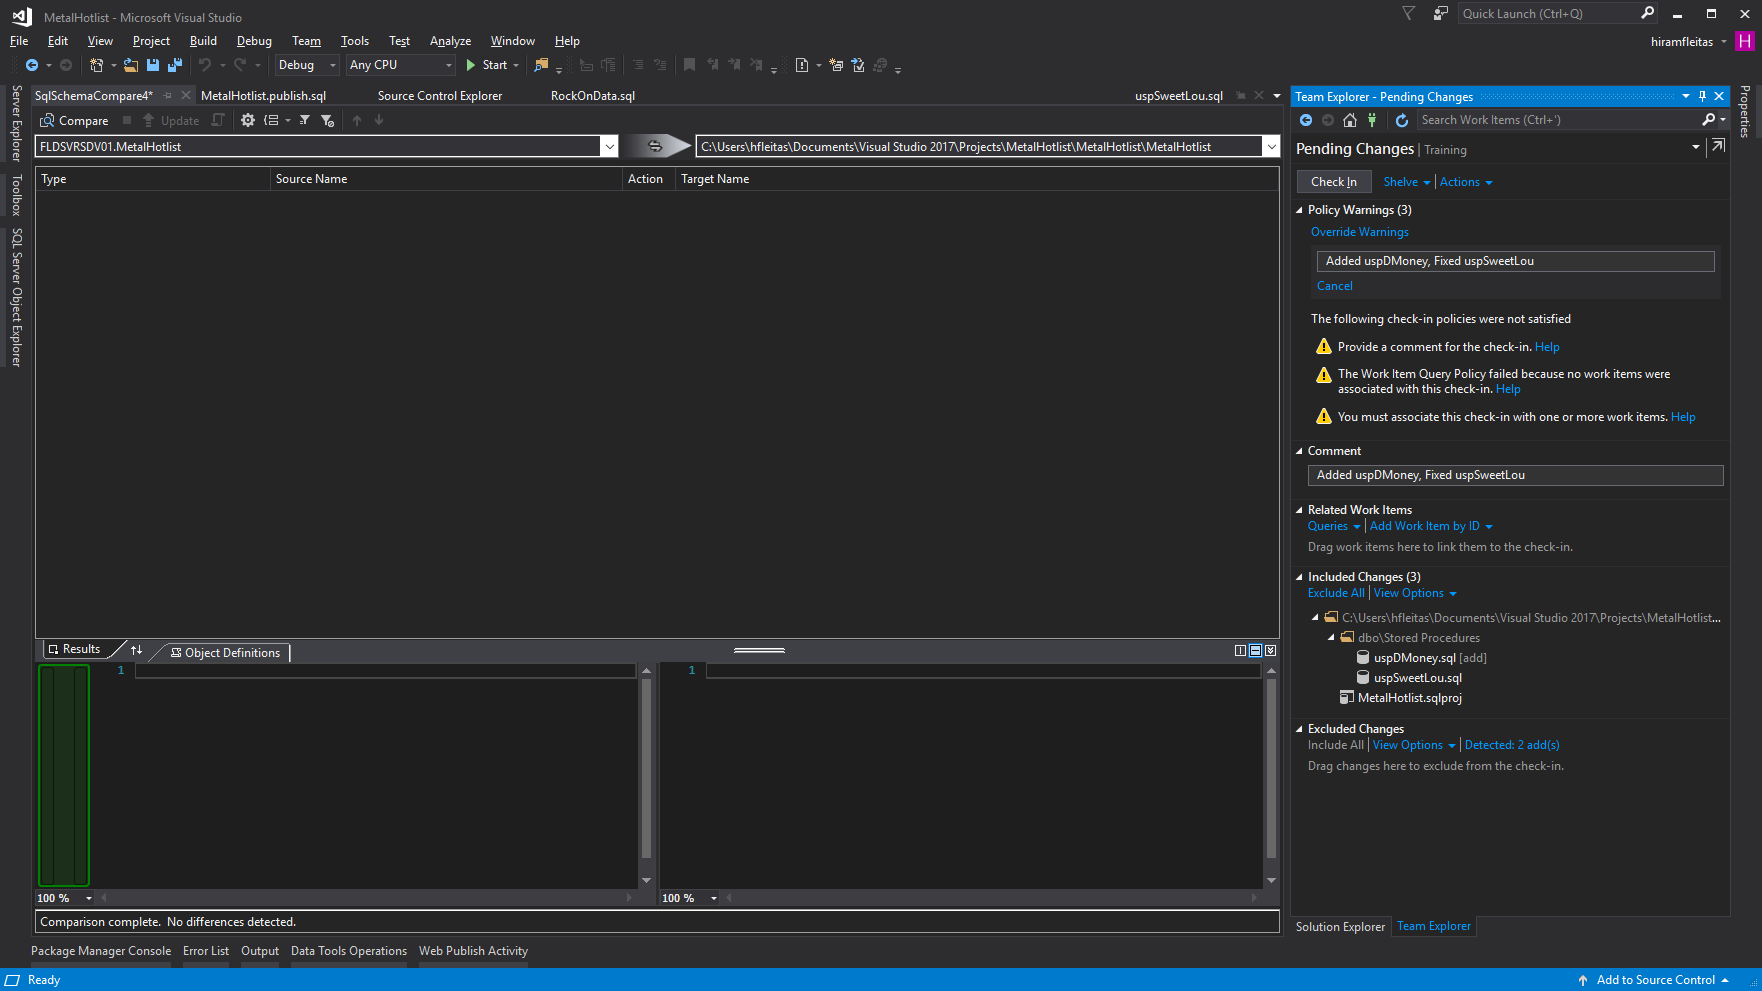 MetalHotlist - Microsoft Visual Studio
Quick Launch (Ctrl+Q)
File Edit View Project Build Debug Team Tools Test Analyze Window Help
hiramfleitas H
Debug Any CPU Start
Server Explorer
Toolbox
SQL Server Object Explorer
SqlSchemaCompare4* MetalHotlist.publish.sql Source Control Explorer RockOnData.sql uspSweetLou.sql
Compare Update
FLDSVRSDV01.MetalHotlist
C:\Users\hfleitas\Documents\Visual Studio 2017\Projects\MetalHotlist\MetalHotlist\MetalHotlist
Type Source Name Action Target Name
Results Object Definitions
1 1
100 % 100 %
Comparison complete. No differences detected.
Team Explorer - Pending Changes
Search Work Items (Ctrl+')
Pending Changes | Training
Check In Shelve Actions
Policy Warnings (3)
Override Warnings
Added uspDMoney, Fixed uspSweetLou
Cancel
The following check-in policies were not satisfied
Provide a comment for the check-in. Help
The Work Item Query Policy failed because no work items were
associated with this check-in. Help
You must associate this check-in with one or more work items. Help
Comment
Added uspDMoney, Fixed uspSweetLou
Related Work Items
Queries Add Work Item by ID
Drag work items here to link them to the check-in.
Included Changes (3)
Exclude All View Options
C:\Users\hfleitas\Documents\Visual Studio 2017\Projects\MetalHotlist...
dbo\Stored Procedures
uspDMoney.sql [add]
uspSweetLou.sql
MetalHotlist.sqlproj
Excluded Changes
Include All View Options Detected: 2 add(s)
Drag changes here to exclude from the check-in.
Solution Explorer Team Explorer
Properties
Package Manager Console Error List Output Data Tools Operations Web Publish Activity
Ready
Add to Source Control